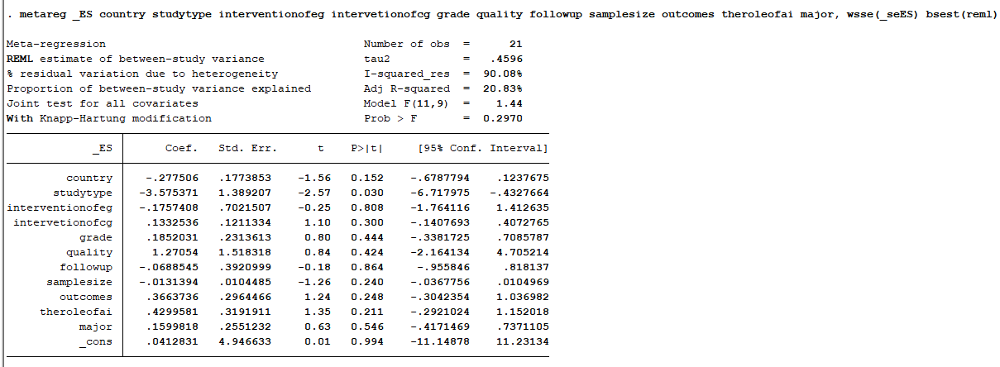 . metareg _ES country studytype interventionofeg intervetionofcg grade quality followup samplesize outcomes theroleofai major, wsse(_seES) bsest(reml)
Meta-regression Number of obs = 21
REML estimate of between-study variance tau2 = .4596
% residual variation due to heterogeneity I-squared_res = 90.08%
Proportion of between-study variance explained Adj R-squared = 20.83%
Joint test for all covariates Model F(11,9) = 1.44
With Knapp-Hartung modification Prob > F = 0.2970
_ES Coef. Std. Err. t P>|t| [95% Conf. Interval]
country -.277506 .1773853 -1.56 0.152 -.6787794 .1237675
studytype -3.575371 1.389207 -2.57 0.030 -6.717975 -.4327664
interventionofeg -.1757408 .7021507 -0.25 0.808 -1.764116 1.412635
intervetionofcg .1332536 .1211334 1.10 0.300 -.1407693 .4072765
grade .1852031 .2313613 0.80 0.444 -.3381725 .7085787
quality 1.27054 1.518318 0.84 0.424 -2.164134 4.705214
followup -.0688545 .3920999 -0.18 0.864 -.955846 .818137
samplesize -.0131394 .0104485 -1.26 0.240 -.0367756 .0104969
outcomes .3663736 .2964466 1.24 0.248 -.3042354 1.036982
theroleofai .4299581 .3191911 1.35 0.211 -.2921024 1.152018
major .1599818 .2551232 0.63 0.546 -.4171469 .7371105
_cons .0412831 4.946633 0.01 0.994 -11.14878 11.23134